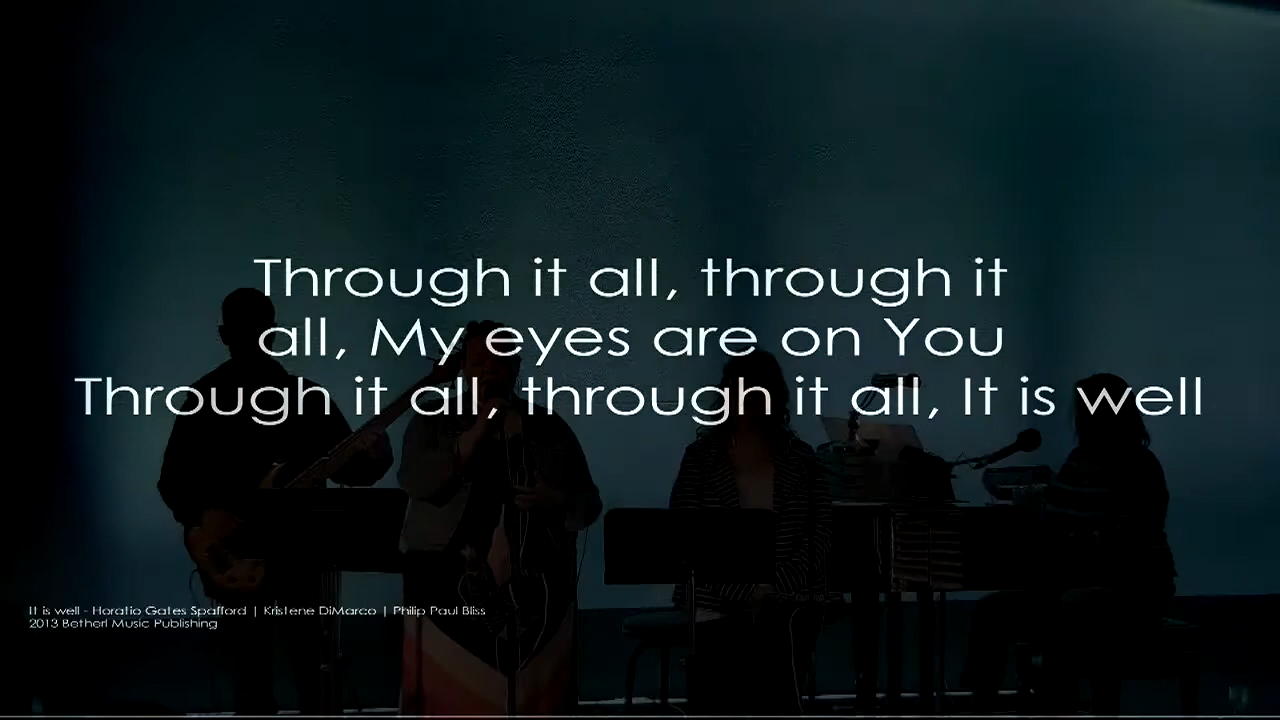 Through it all, through it
all, My eyes are on You
Through it all, through it all, It is well
It is well - Horatio Gates Spafford | Kristene DiMarco | Philip Paul Bliss
2013 Betherl Music Publishing